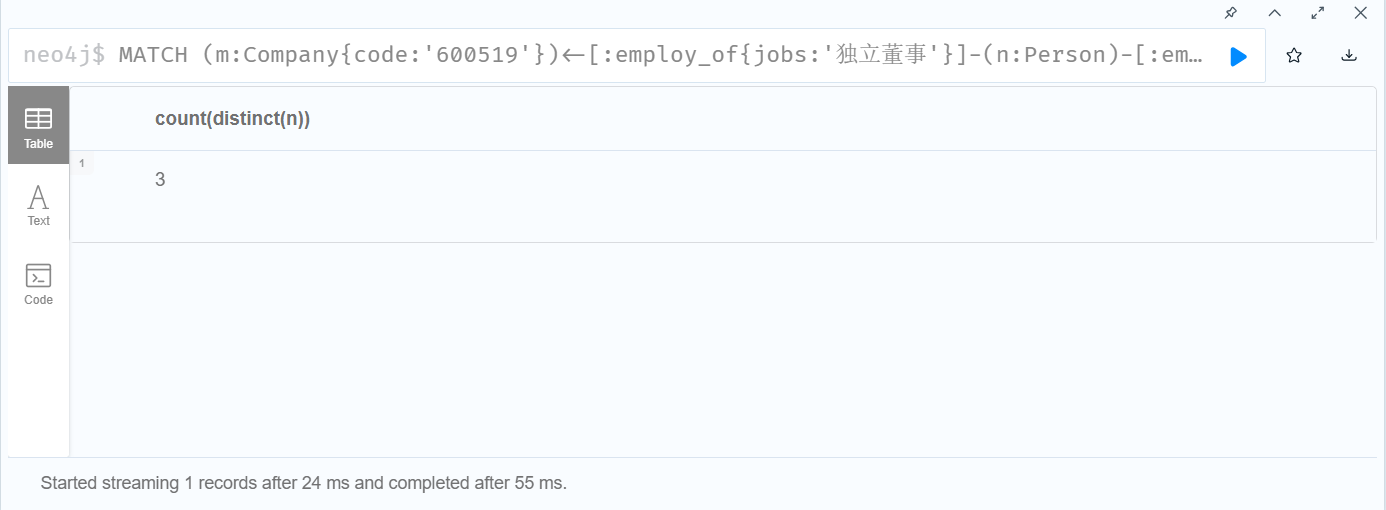 neo4j$ MATCH (m:Company{code:'600519'})<-[:employ_of{jobs:'独立董事'}]-(n:Person)-[:em…
Table
count(distinct(n))
1
3
Text
Code
Started streaming 1 records after 24 ms and completed after 55 ms.